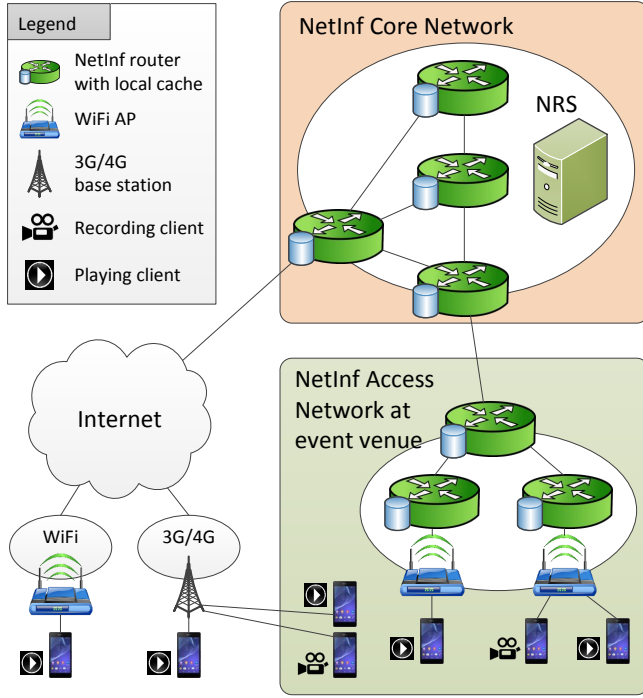 Legend
NetInf router
with local cache
WiFi AP
3G/4G
base station
Recording client
Playing client
NetInf Core Network
NRS
Internet
WiFi
3G/4G
NetInf Access
Network at
event venue